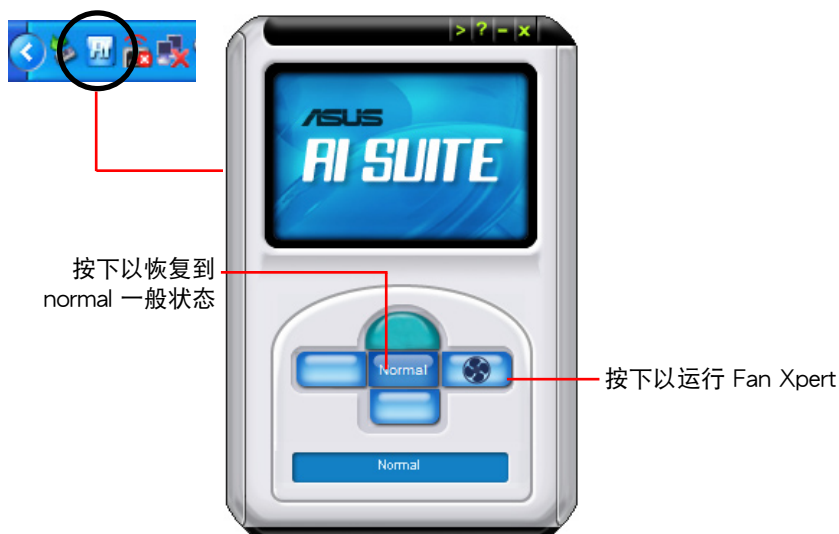 > ? - x
ASUS
AI SUITE
按下以恢复到
normal 一般状态
Normal
按下以运行 Fan Xpert
Normal